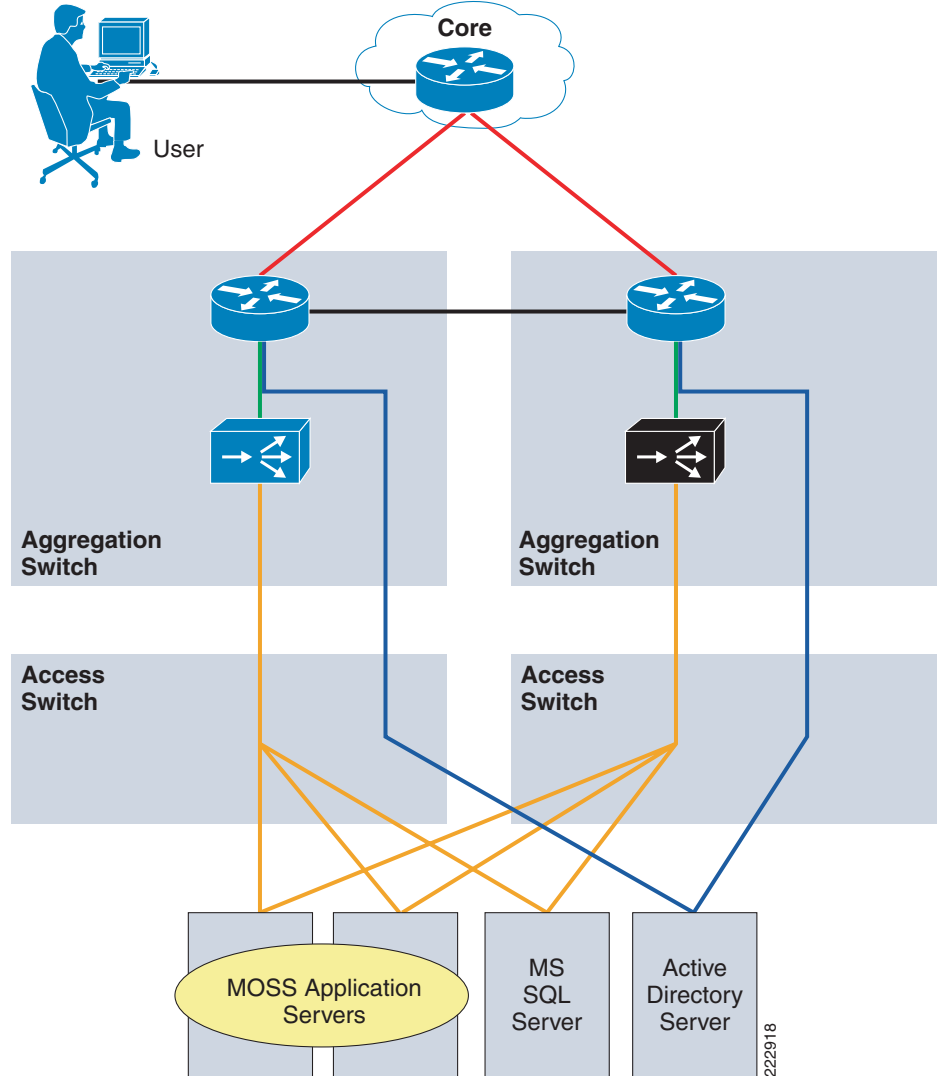 Core
User
Aggregation
Switch
Aggregation
Switch
Access
Switch
Access
Switch
MOSS Application
Servers
MS
SQL
Server
Active
Directory
Server
222918